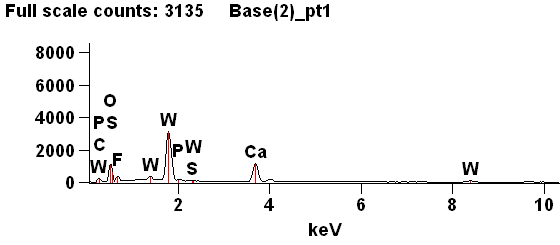 Full scale counts: 3135 Base(2)_pt1
8000
6000
4000
2000
0
O
P S
C
W
F
W
W
P
W
S
Ca
W
2
4
6
8
10
keV